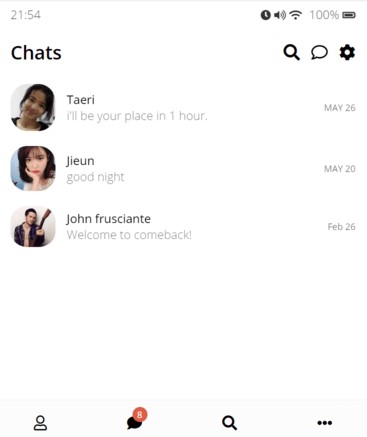 21:54
100%
Chats
Taeri
i'll be your place in 1 hour.
MAY 26
Jieun
good night
MAY 20
John frusciante
Welcome to comeback!
Feb 26
8